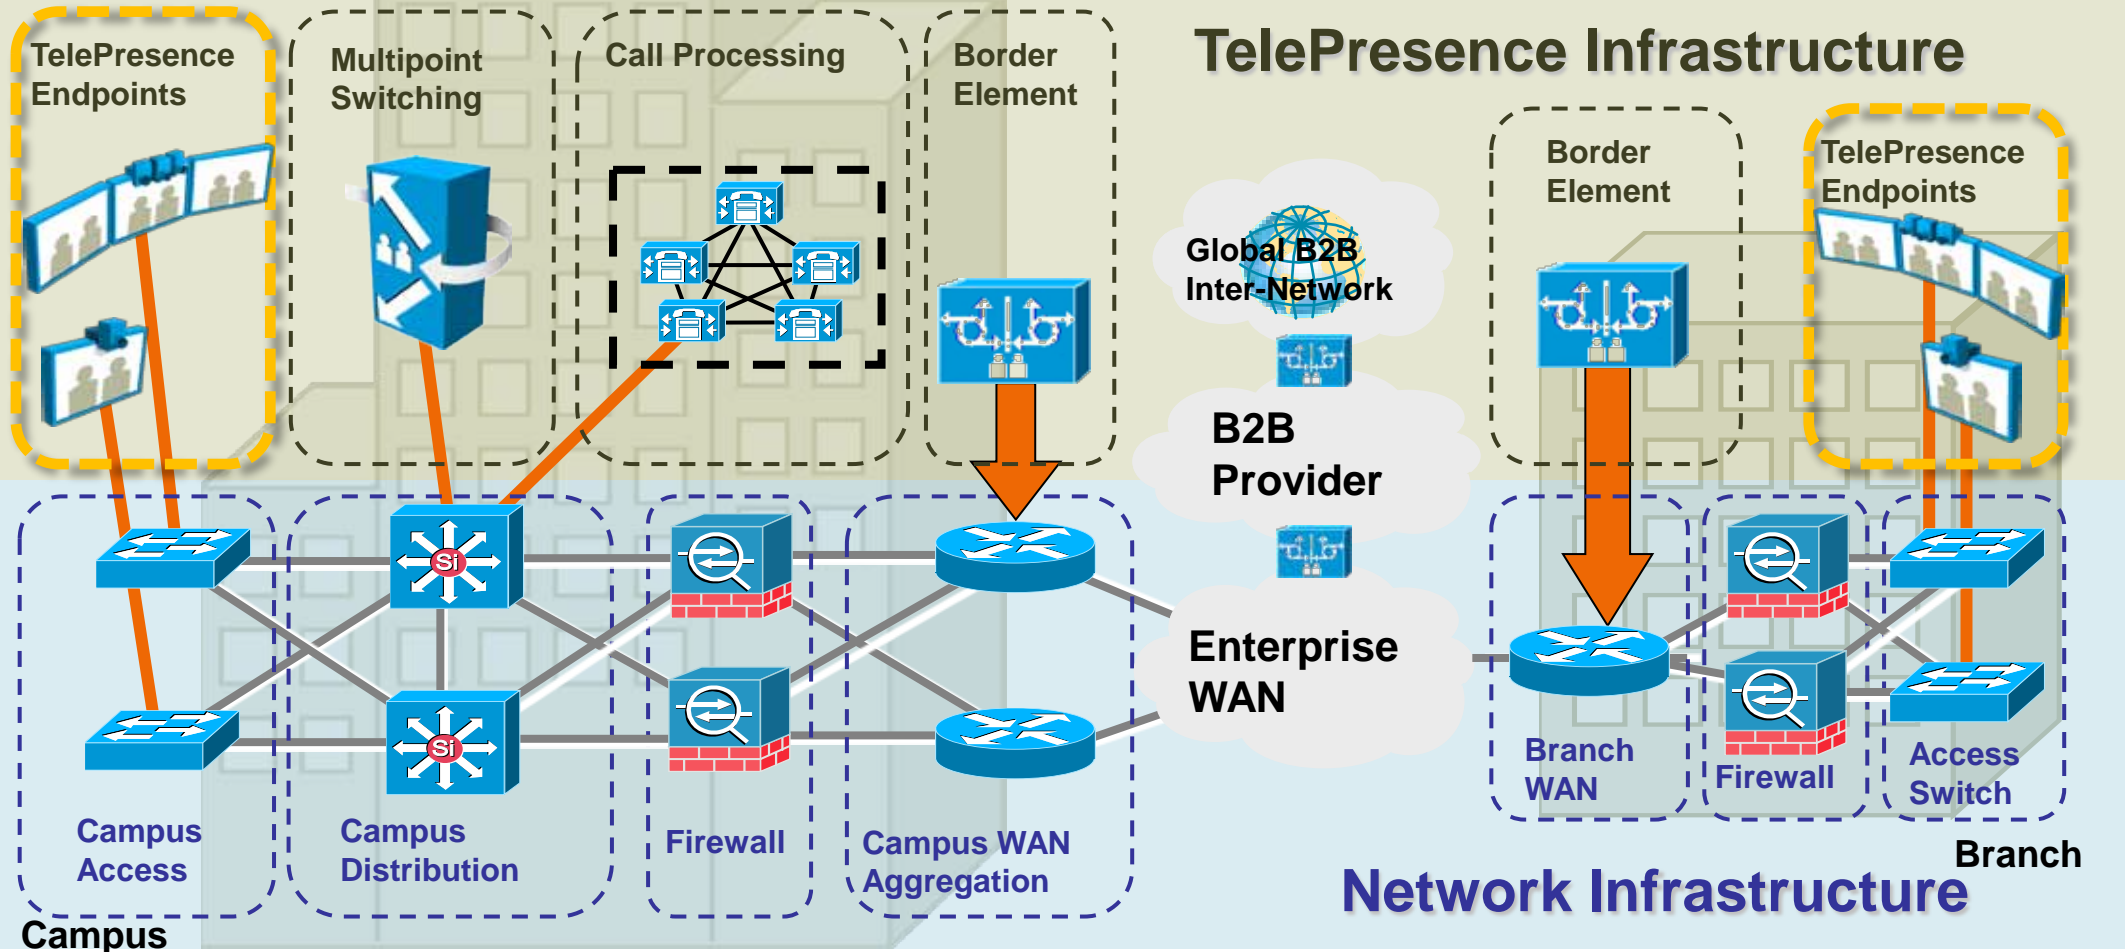 TelePresence Infrastructure
TelePresence
Endpoints
Multipoint
Switching
Call Processing
Border
Element
Global B2B
Inter-Network
B2B
Provider
Enterprise
WAN
Border
Element
TelePresence
Endpoints
Si
Si
Campus
Access
Campus
Distribution
Firewall
Campus WAN
Aggregation
Branch
WAN
Firewall
Access
Switch
Branch
Network Infrastructure
Campus